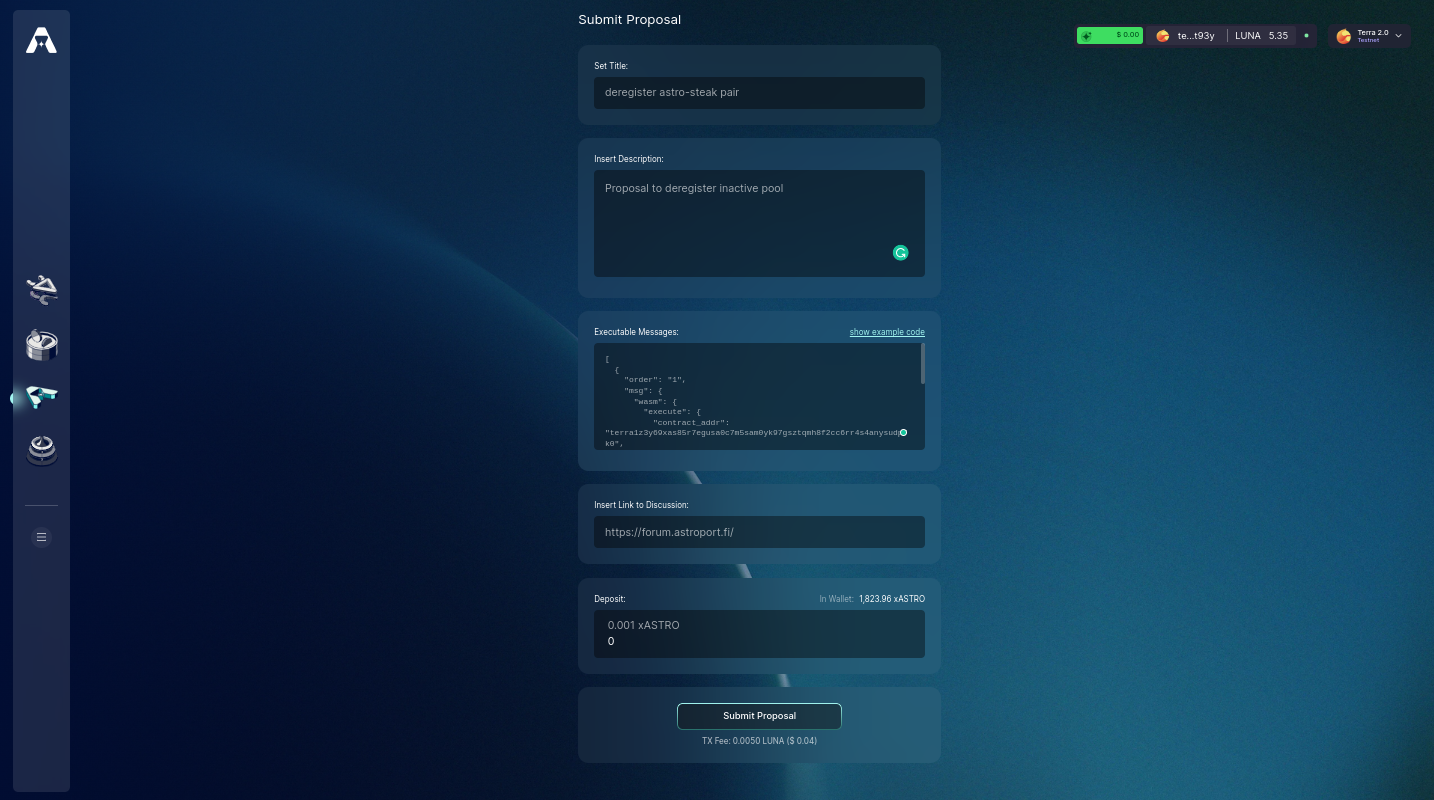 Submit Proposal
$ 0.00
te...t93y
LUNA 5.35
Terra 2.0
Testnet
Set Title:
deregister astro-steak pair
Insert Description:
Proposal to deregister inactive pool
Executable Messages:
show example code
[
{
"order": "1",
"msg": {
"wasm": {
"execute": {
"contract_addr":
k0",
Insert Link to Discussion:
https://forum.astroport.fi/
Deposit:
In Wallet: 1,823.96 xASTRO
0.001 xASTRO
0
Submit Proposal
TX Fee: 0.0050 LUNA ($ 0.04)